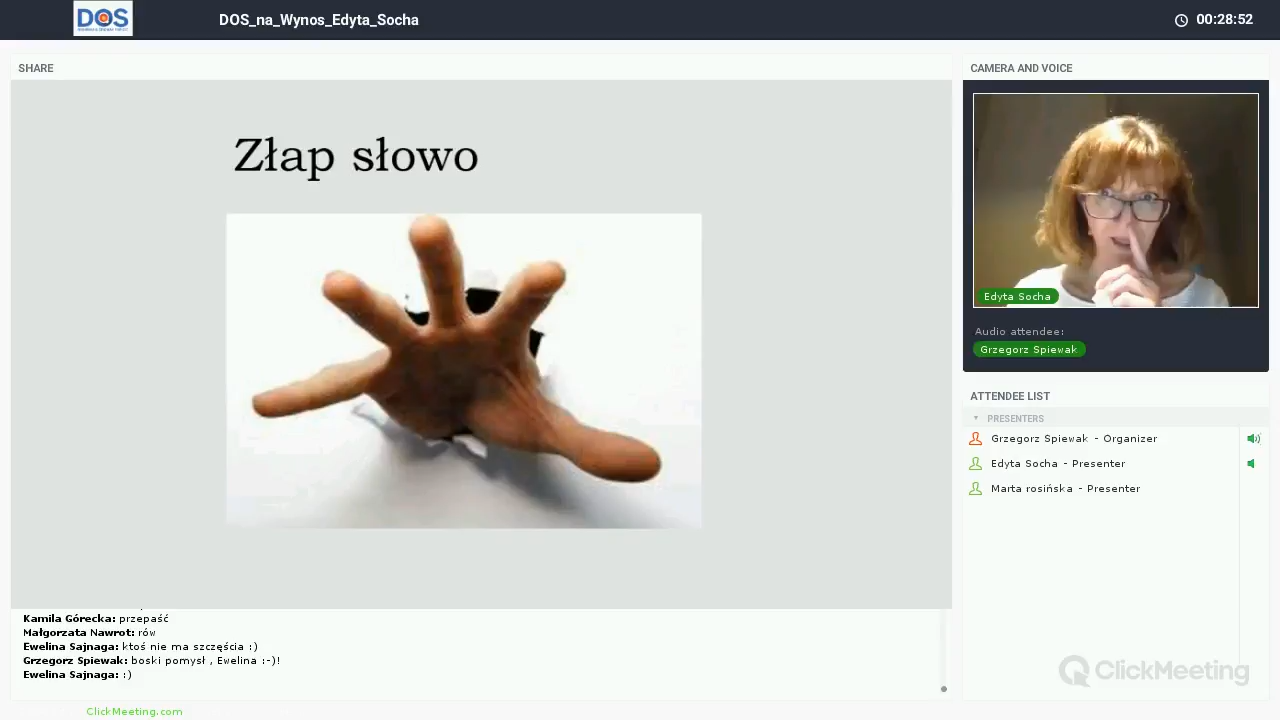 DOS
DOS_na_Wynos_Edyta_Socha
00:28:52
SHARE
Złap słowo
Kamila Górecka: przepaść
Małgorzata Nawrot: rów
Ewelina Sajnaga: ktoś nie ma szczęścia :)
Grzegorz Spiewak: boski pomysł , Ewelina :-)!
Ewelina Sajnaga: :)
ClickMeeting.com
CAMERA AND VOICE
Edyta Socha
Audio attendee:
Grzegorz Spiewak
ATTENDEE LIST
PRESENTERS
Grzegorz Spiewak - Organizer
Edyta Socha - Presenter
Marta rosińska - Presenter
ClickMeeting